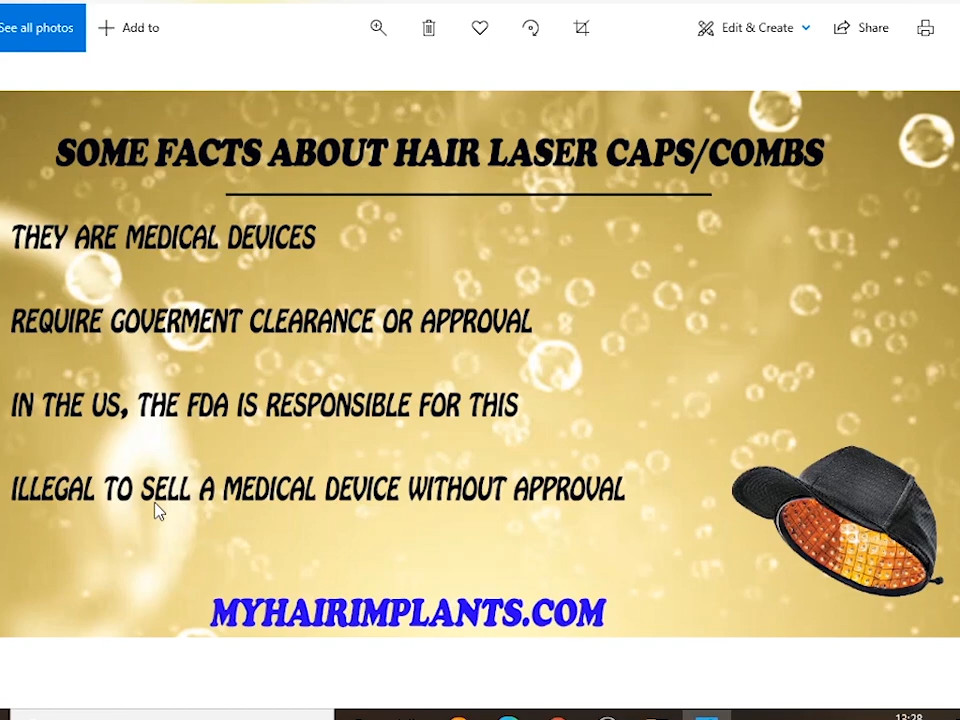 See all photos
Add to
Edit & Create
Share
SOME FACTS ABOUT HAIR LASER CAPS/COMBS
THEY ARE MEDICAL DEVICES
REQUIRE GOVERMENT CLEARANCE OR APPROVAL
IN THE US, THE FDA IS RESPONSIBLE FOR THIS
ILLEGAL TO SELL A MEDICAL DEVICE WITHOUT APPROVAL
MYHAIRIMPLANTS.COM
13:28